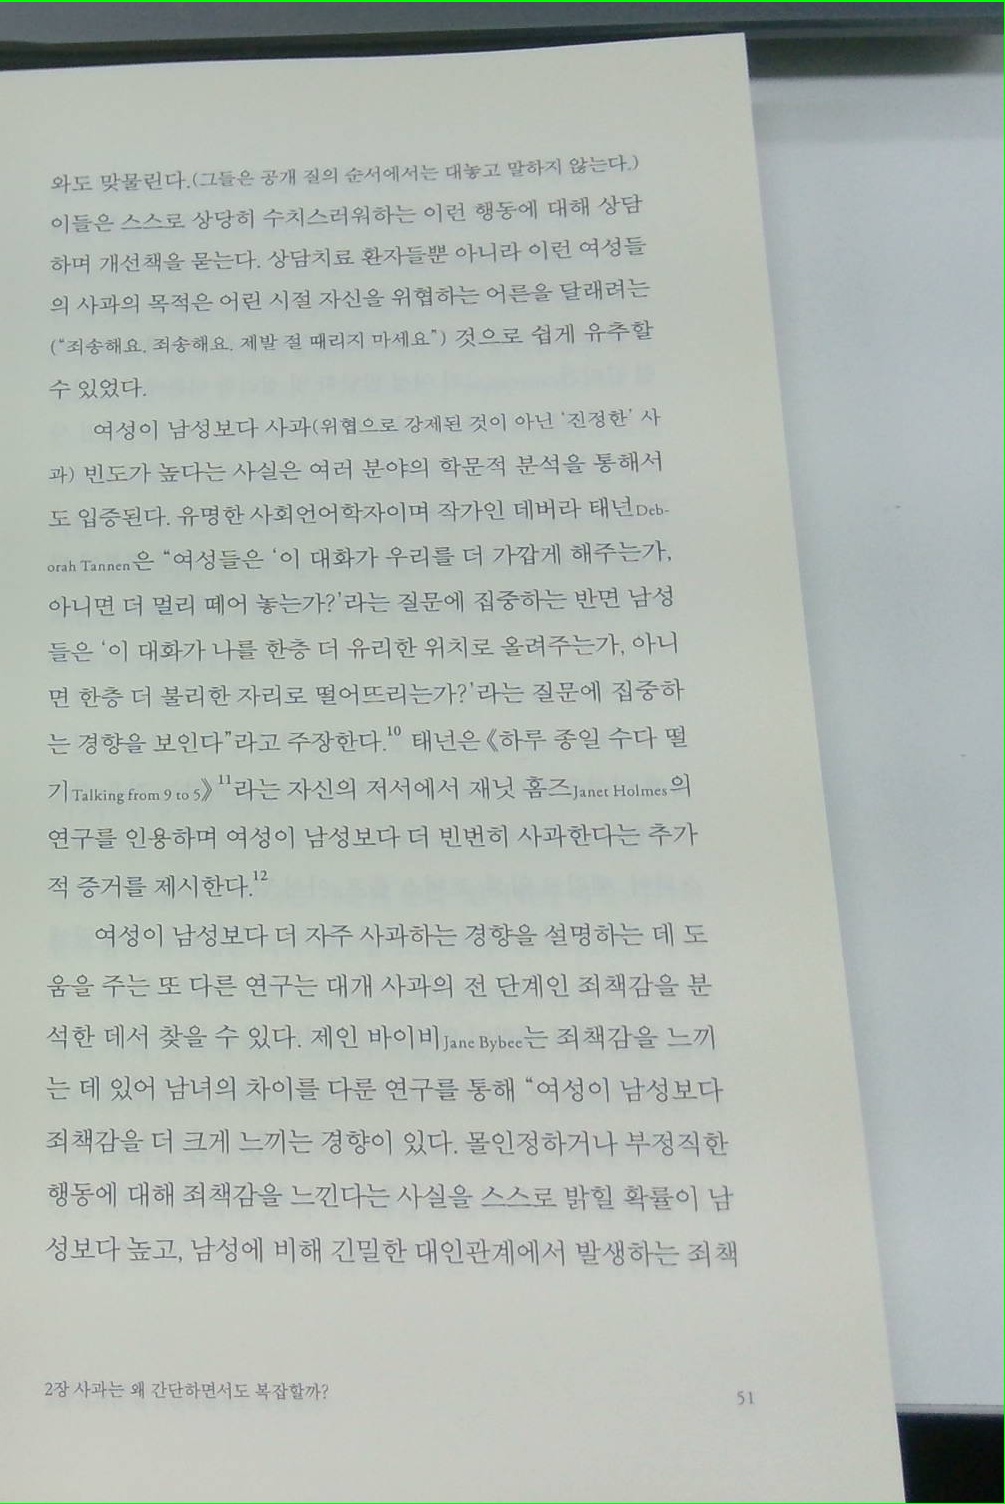 와도 맞물린다.(그들은 공개 질의 순서에서는 대놓고 말하지 않는다.)
이들은 스스로 상당히 수치스러워하는 이런 행동에 대해 상담
하며 개선책을 묻는다. 상담치료 환자들뿐 아니라 이런 여성들
의 사과의 목적은 어린 시절 자신을 위협하는 어른을 달래려는
(“죄송해요. 죄송해요. 제발 절 때리지 마세요”) 것으로 쉽게 유추할
수 있었다.
여성이 남성보다 사과(위협으로 강제된 것이 아닌 ‘진정한’ 사
과) 빈도가 높다는 사실은 여러 분야의 학문적 분석을 통해서
도 입증된다. 유명한 사회언어학자이며 작가인 데버라 태넌Deb-
orah Tannen은 “여성들은 ‘이 대화가 우리를 더 가깝게 해주는가,
아니면 더 멀리 떼어 놓는가?’라는 질문에 집중하는 반면 남성
들은 ‘이 대화가 나를 한층 더 유리한 위치로 올려주는가, 아니
면 한층 더 불리한 자리로 떨어뜨리는가?’라는 질문에 집중하
는 경향을 보인다”라고 주장한다.10 태넌은 《하루 종일 수다 떨
기Talking from 9 to 5》11라는 자신의 저서에서 재닛 홈즈Janet Holmes의
연구를 인용하며 여성이 남성보다 더 빈번히 사과한다는 추가
적 증거를 제시한다.12
여성이 남성보다 더 자주 사과하는 경향을 설명하는 데 도
움을 주는 또 다른 연구는 대개 사과의 전 단계인 죄책감을 분
석한 데서 찾을 수 있다. 제인 바이비Jane Bybee는 죄책감을 느끼
는 데 있어 남녀의 차이를 다룬 연구를 통해 “여성이 남성보다
죄책감을 더 크게 느끼는 경향이 있다. 몰인정하거나 부정직한
행동에 대해 죄책감을 느낀다는 사실을 스스로 밝힐 확률이 남
성보다 높고, 남성에 비해 긴밀한 대인관계에서 발생하는 죄책
2장 사과는 왜 간단하면서도 복잡할까?
51